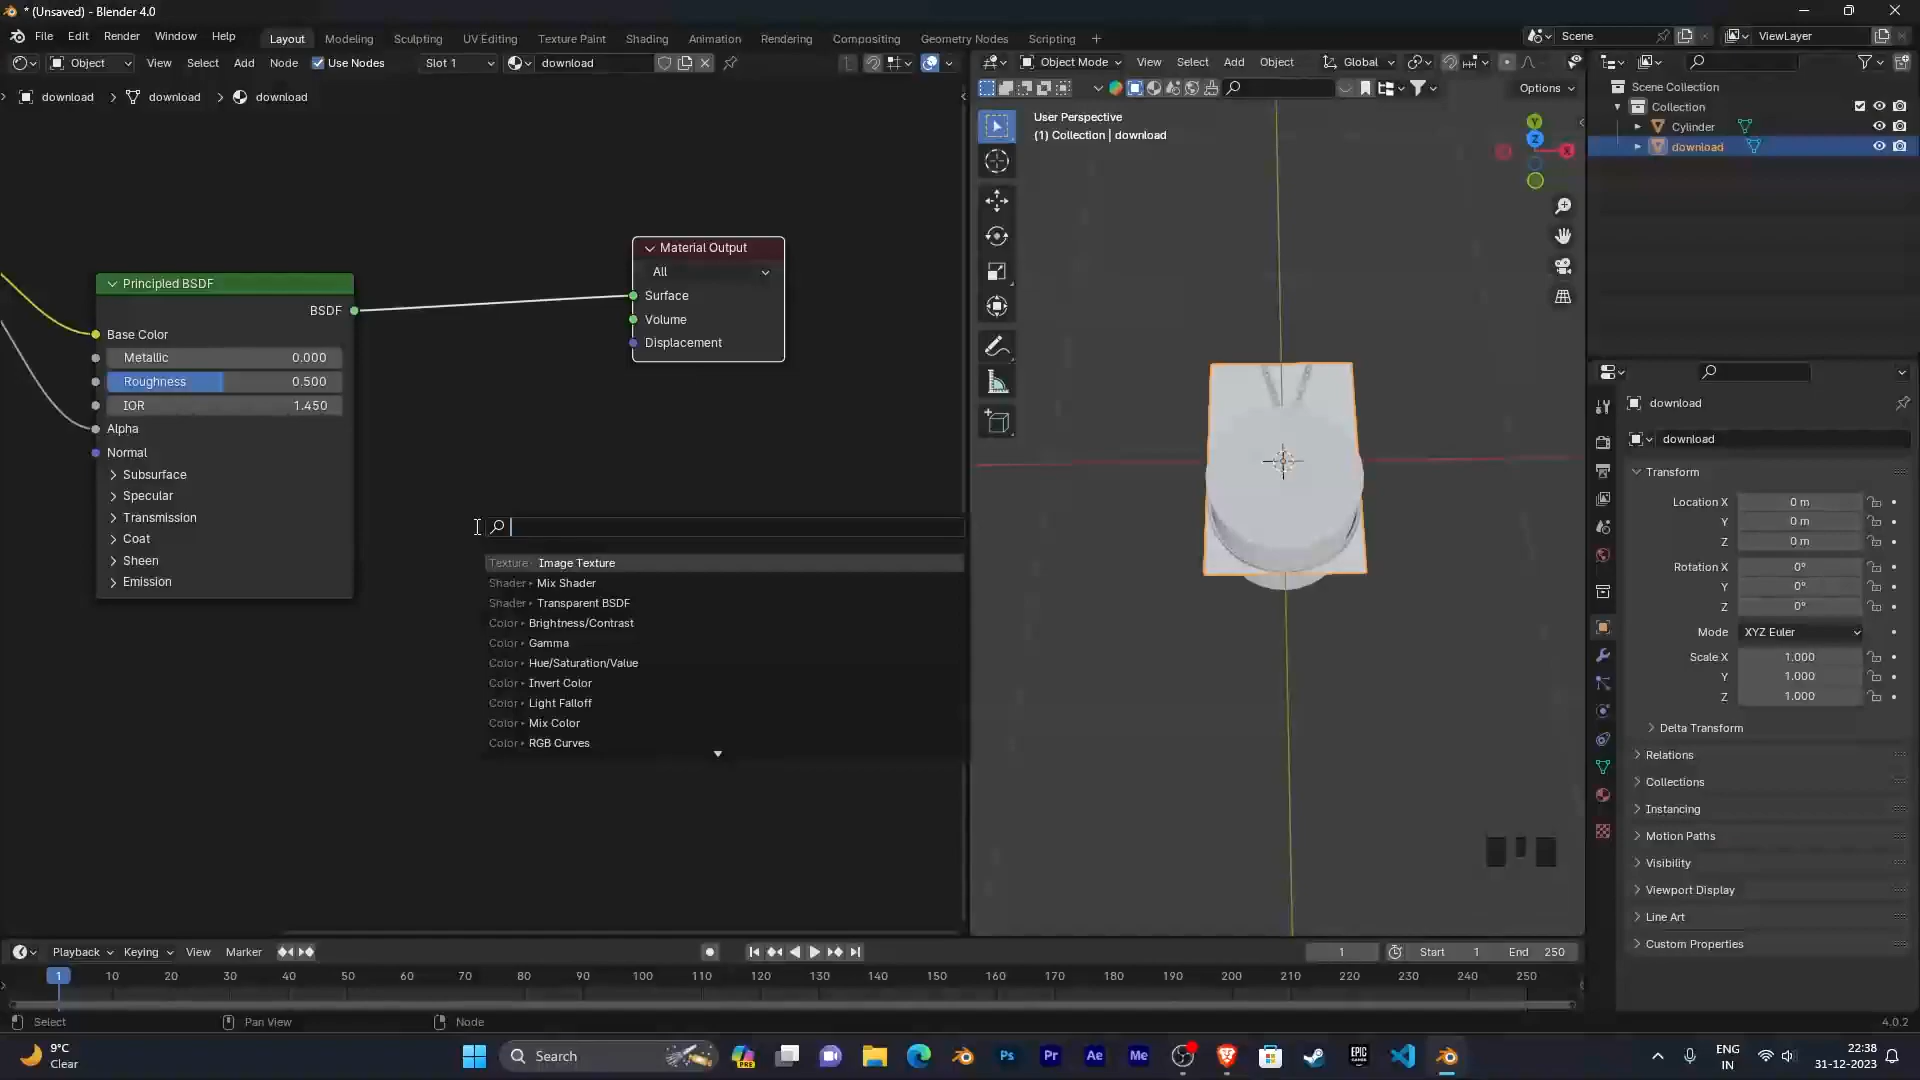 * (Unsaved) - Blender 4.0
File Edit Render Window Help Layout Modeling Sculpting UV Editing Texture Paint Shading Animation Rendering Compositing Geometry Nodes Scripting + Scene ViewLayer
Object View Select Add Node Use Nodes Slot 1 download
download > download > download
Principled BSDF
BSDF
Base Color
Metallic 0.000
Roughness 0.500
IOR 1.450
Alpha
Normal
Subsurface
Specular
Transmission
Coat
Sheen
Emission
Material Output
All
Surface
Volume
Displacement
Texture Image Texture
Shader Mix Shader
Shader Transparent BSDF
Color Brightness/Contrast
Color Gamma
Color Hue/Saturation/Value
Color Invert Color
Color Light Falloff
Color Mix Color
Color RGB Curves
Object Mode View Select Add Object Global
Options
User Perspective
(1) Collection | download
Y
Z
X
Scene Collection
Collection
Cylinder
download
download
download
Transform
Location X 0 m
Y 0 m
Z 0 m
Rotation X 0°
Y 0°
Z 0°
Mode XYZ Euler
Scale X 1.000
Y 1.000
Z 1.000
Delta Transform
Relations
Collections
Instancing
Motion Paths
Visibility
Viewport Display
Line Art
Custom Properties
Playback Keying View Marker 1 Start 1 End 250
1 10 20 30 40 50 60 70 80 90 100 110 120 130 140 150 160 170 180 190 200 210 220 230 240 250
Select Pan View Node 4.0.2
9°C
Clear
Search
PRE
Ps Pr Ae Me
EPIC
GAMES
ENG
IN
22:38
31-12-2023